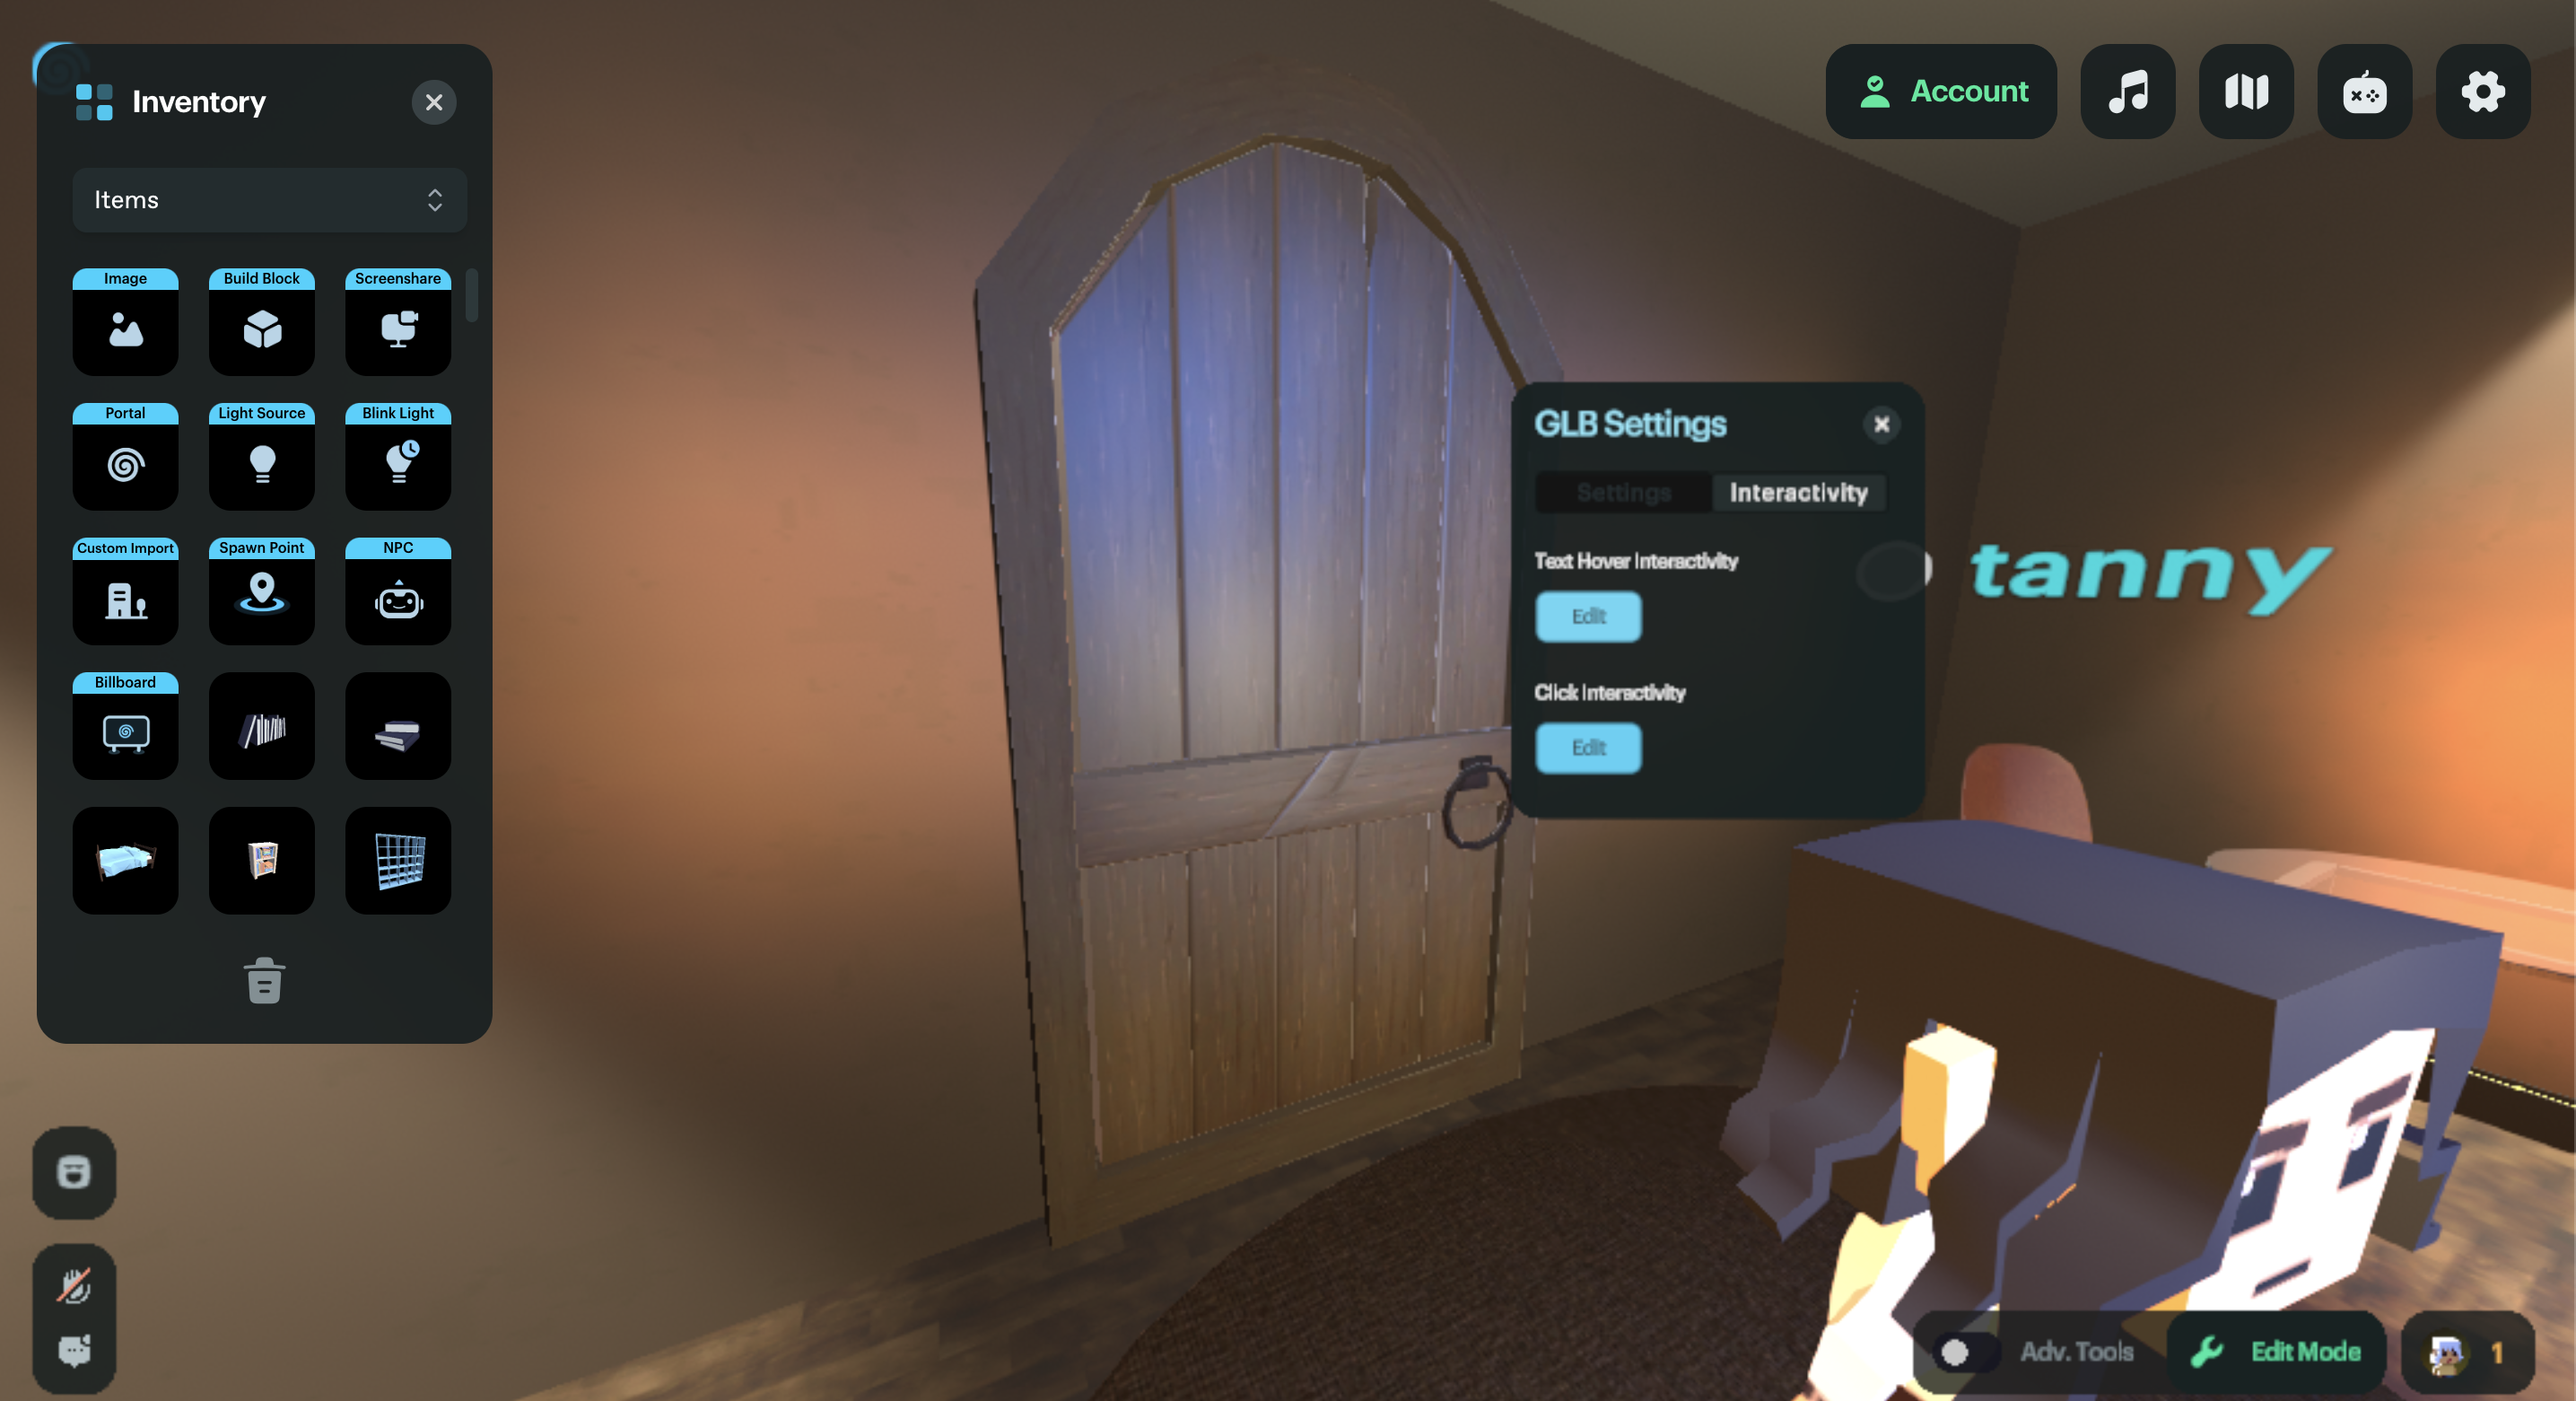 Inventory
Items
Image
Build Block
Screenshare
Portal
Light Source
Blink Light
Custom Import
Spawn Point
NPC
Billboard
Account
GLB Settings
Settings
Interactivity
Text Hover Interactivity
Edit
Click Interactivity
Edit
tanny
Adv. Tools
Edit Mode
1